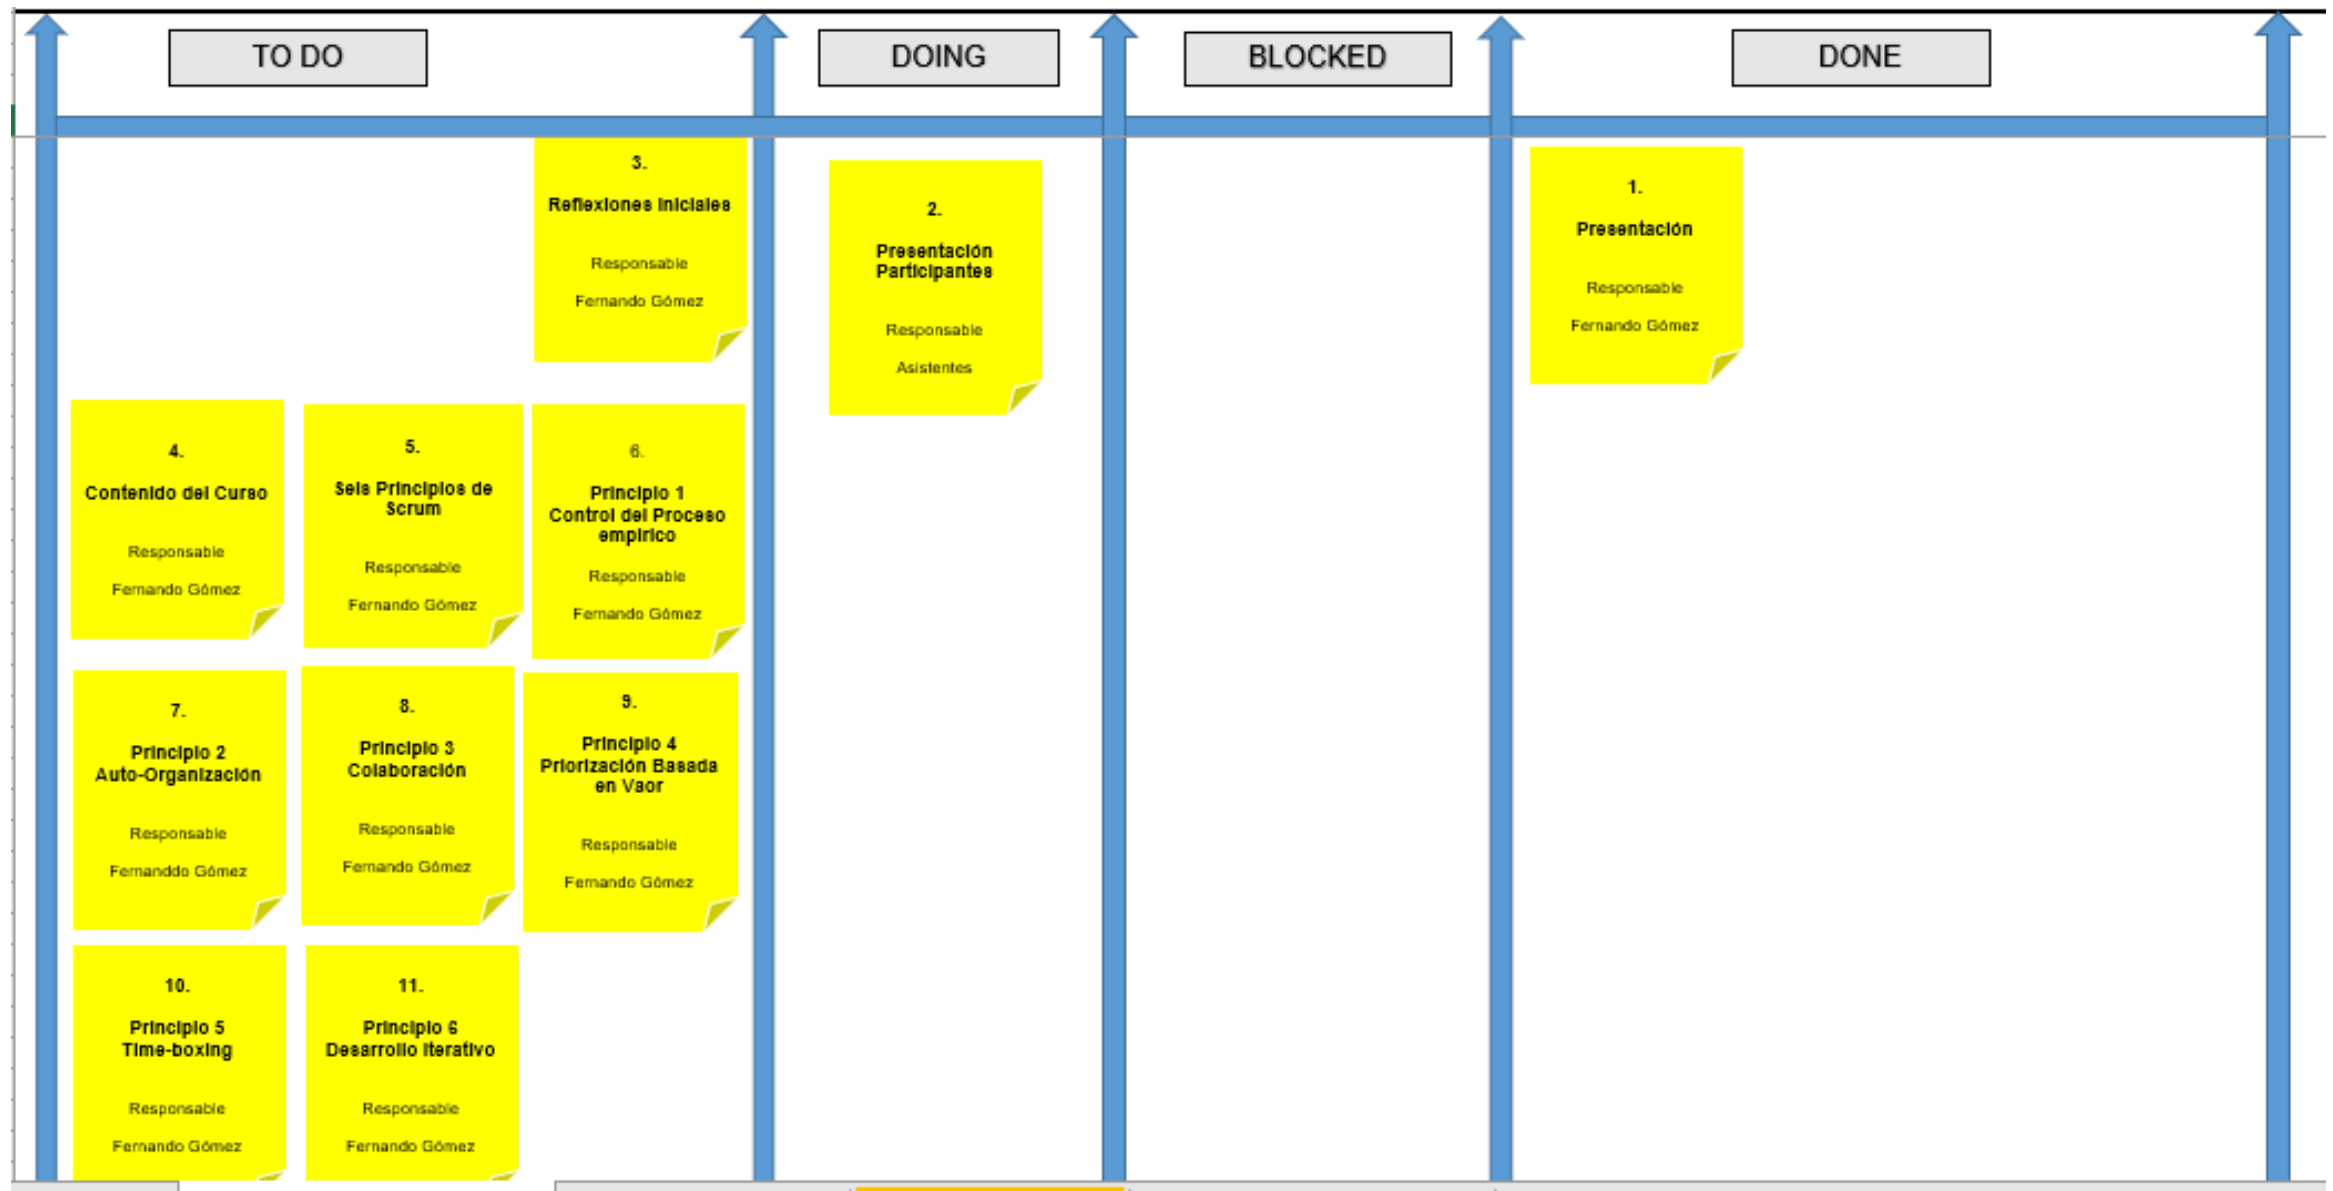 TO DO
DOING
BLOCKED
DONE
3.
Reflexiones Iniciales
Responsable
Fernando Gómez
2.
Presentación
Participantes
Responsable
Asistentes
1.
Presentación
Responsable
Fernando Gómez
4.
Contenido del Curso
Responsable
Fernando Gómez
5.
Seis Principios de
Scrum
Responsable
Fernando Gómez
6.
Principio 1
Control del Proceso
empírico
Responsable
Fernando Gómez
7.
Principio 2
Auto-Organización
Responsable
Fernanddo Gómez
8.
Principio 3
Colaboración
Responsable
Fernando Gómez
9.
Principio 4
Priorización Basada
en Vaor
Responsable
Fernando Gómez
10.
Principio 5
Time-boxing
Responsable
Fernando Gómez
11.
Principio 6
Desarrollo Iterativo
Responsable
Fernando Gómez